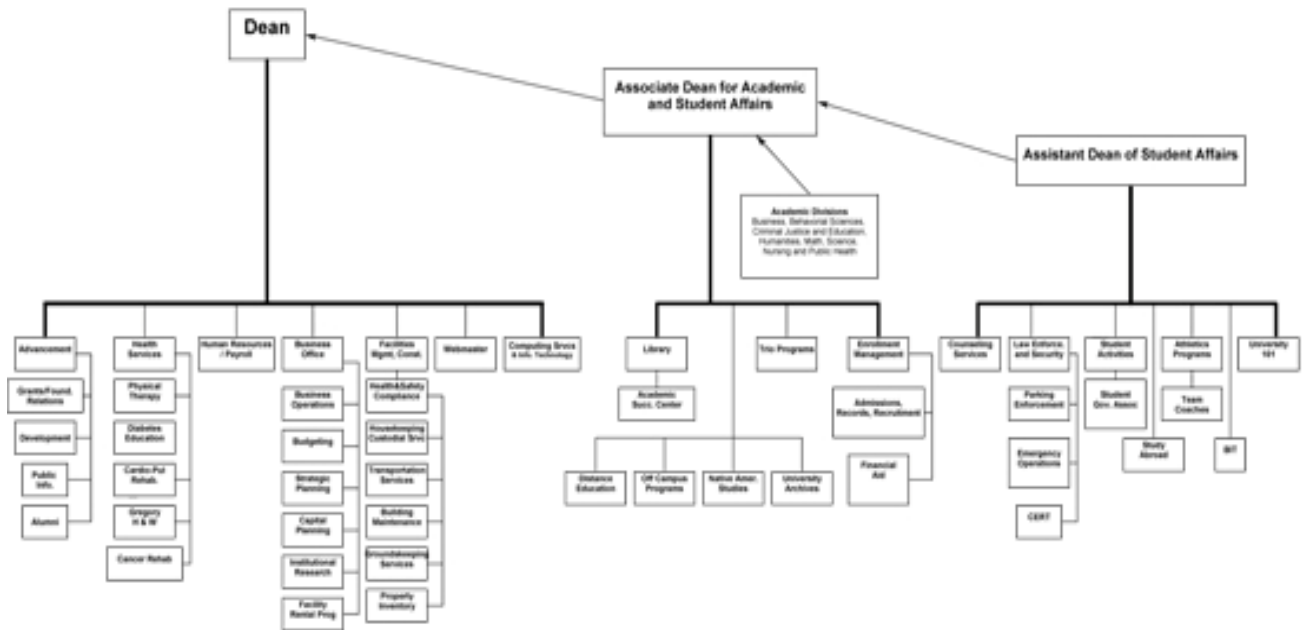 Dean
Associate Dean for Academic
and Student Affairs
Assistant Dean of Student Affairs
Academic Divisions
Business, Behavioral Sciences,
Criminal Justice and Education,
Humanities, Math, Science,
Nursing and Public Health
Advancement
Grants/Found.
Relations
Development
Public
Info.
Alumni
Health
Services
Physical
Therapy
Diabetes
Education
Cardio-Pul
Rehab.
Gregory
H & W
Cancer Rehab
Human Resources
/ Payroll
Business
Office
Business
Operations
Budgeting
Strategic
Planning
Capital
Planning
Institutional
Research
Facility
Rental Prog
Facilities
Mgmt, Const.
Health&Safety
Compliance
Housekeeping
Custodial Srvc
Transportation
Services
Building
Maintenance
Groundskeeping
Services
Property
Inventory
Webmaster
Computing Srvcs
& Info. Technology
Library
Academic
Succ. Center
Distance
Education
Off Campus
Programs
Native Amer.
Studies
University
Archives
Trio Programs
Enrollment
Management
Admissions,
Records, Recruitment
Financial
Aid
Counseling
Services
Law Enforce.
and Security
Parking
Enforcement
Emergency
Operations
CERT
Student
Activities
Student
Gov. Assoc
Study
Abroad
Athletics
Programs
Team
Coaches
BIT
University
101